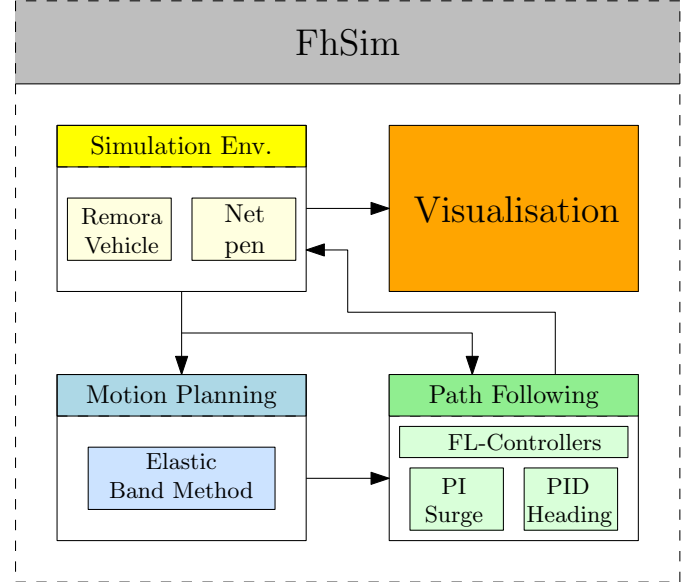 FhSim
Simulation Env.
Remora
Vehicle
Net
pen
Visualisation
Motion Planning
Elastic
Band Method
Path Following
FL-Controllers
PI
Surge
PID
Heading